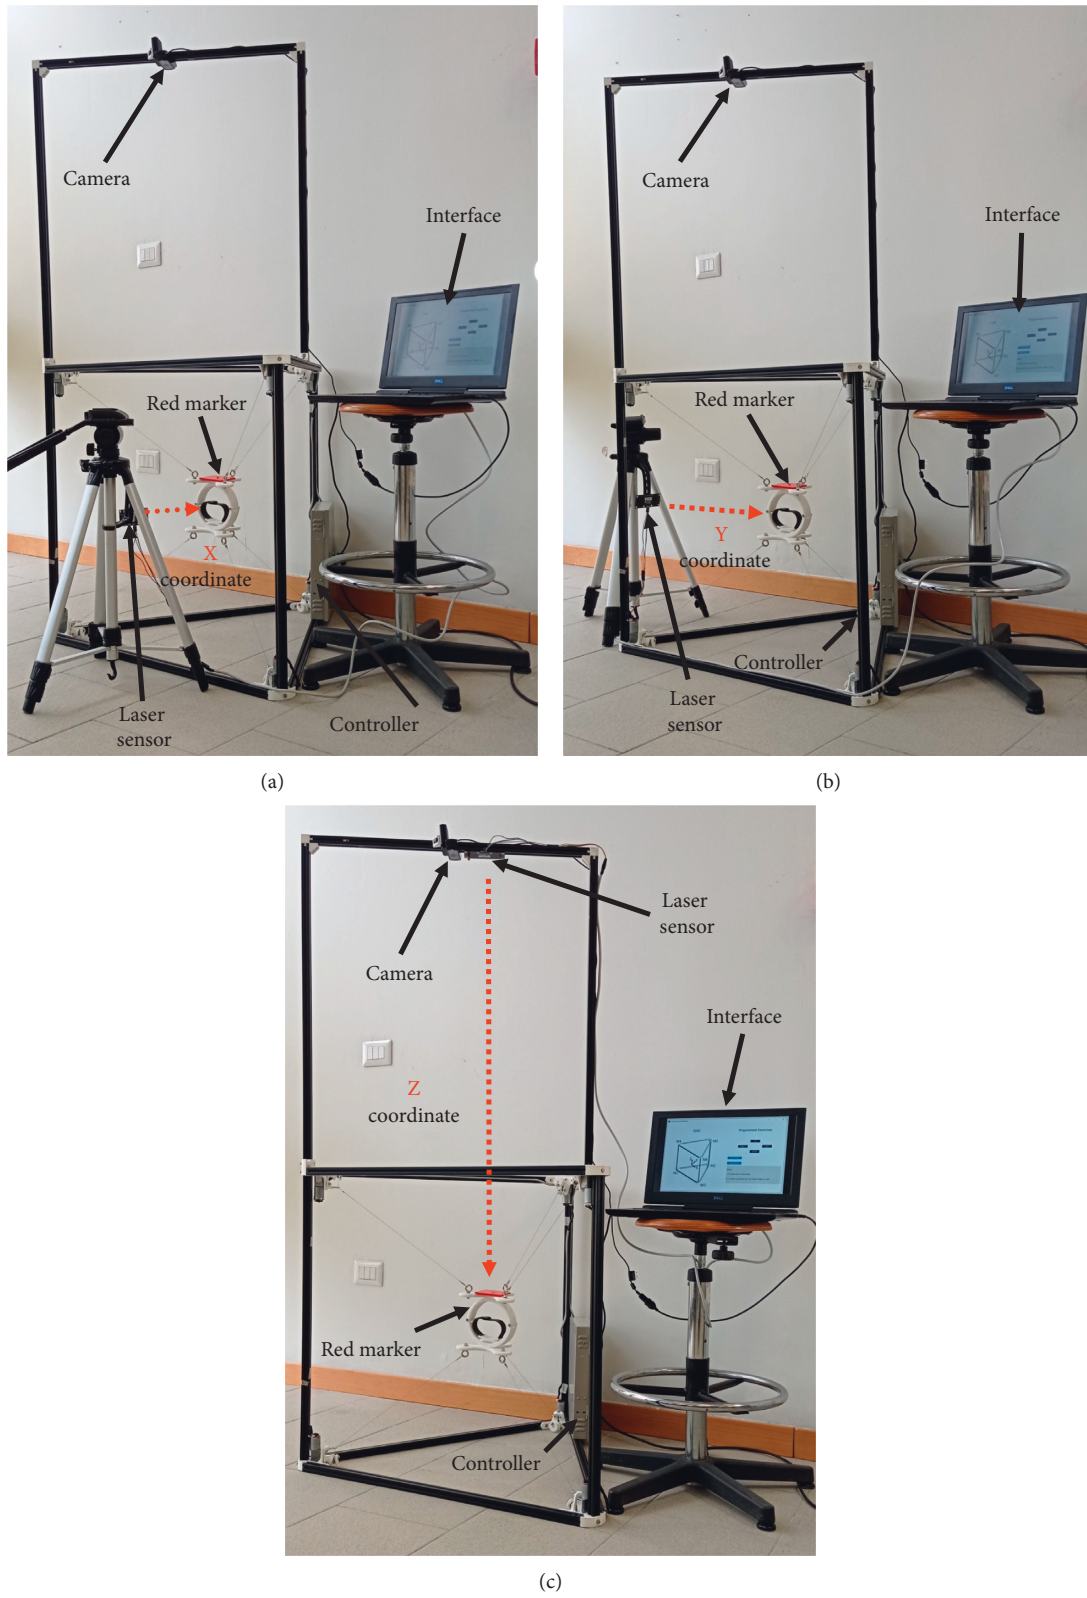 Camera
Interface
Red marker
X
coordinate
Laser
sensor
Controller
(a)
Camera
Interface
Red marker
Y
coordinate
Controller
Laser
sensor
(b)
Laser
sensor
Camera
Interface
Z
coordinate
DELL
Red marker
Controller
(c)